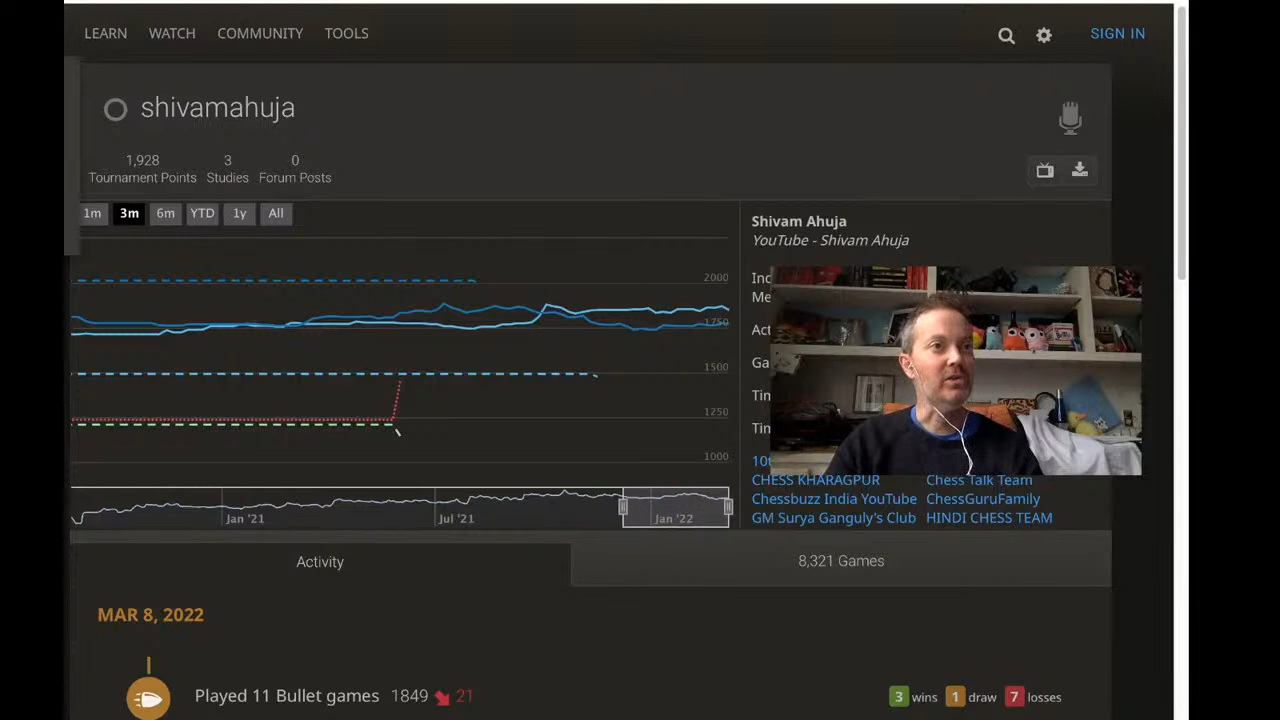 LEARN WATCH COMMUNITY TOOLS SIGN IN
shivamahuja
1,928 3 0
Tournament Points Studies Forum Posts
1m 3m 6m YTD 1y All
2000
1750
1500
1250
1000
Jan '21 Jul '21 Jan '22
Shivam Ahuja
YouTube - Shivam Ahuja
CHESS KHARAGPUR Chess Talk Team
Chessbuzz India YouTube ChessGuruFamily
GM Surya Ganguly's Club HINDI CHESS TEAM
Activity 8,321 Games
MAR 8, 2022
Played 11 Bullet games 1849 21 3 wins 1 draw 7 losses